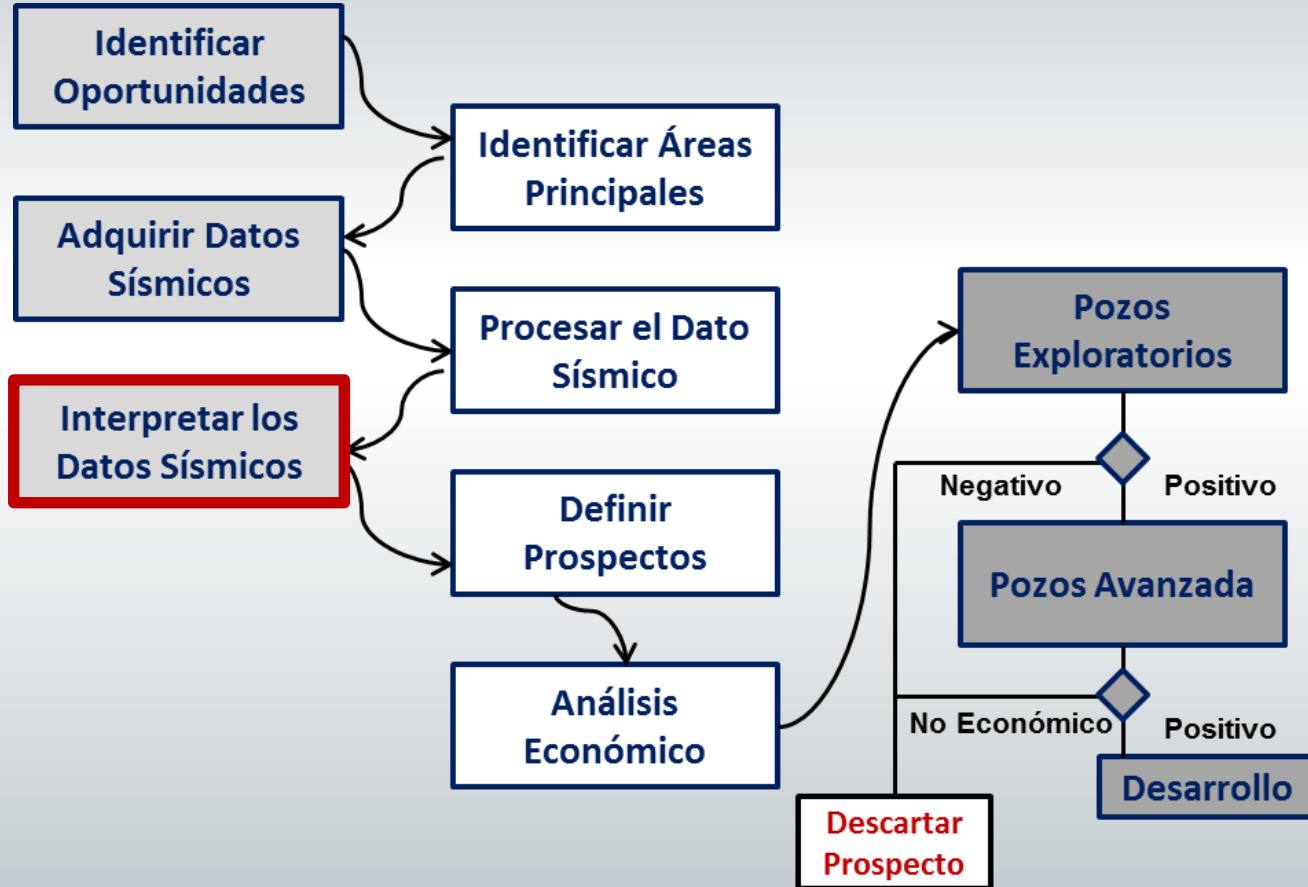 Identificar
Oportunidades
Identificar Áreas
Principales
Adquirir Datos
Sísmicos
Procesar el Dato
Sísmico
Interpretar los
Datos Sísmicos
Definir
Prospectos
Análisis
Económico
Pozos
Exploratorios
Negativo
Positivo
Pozos Avanzada
No Económico
Positivo
Desarrollo
Descartar
Prospecto